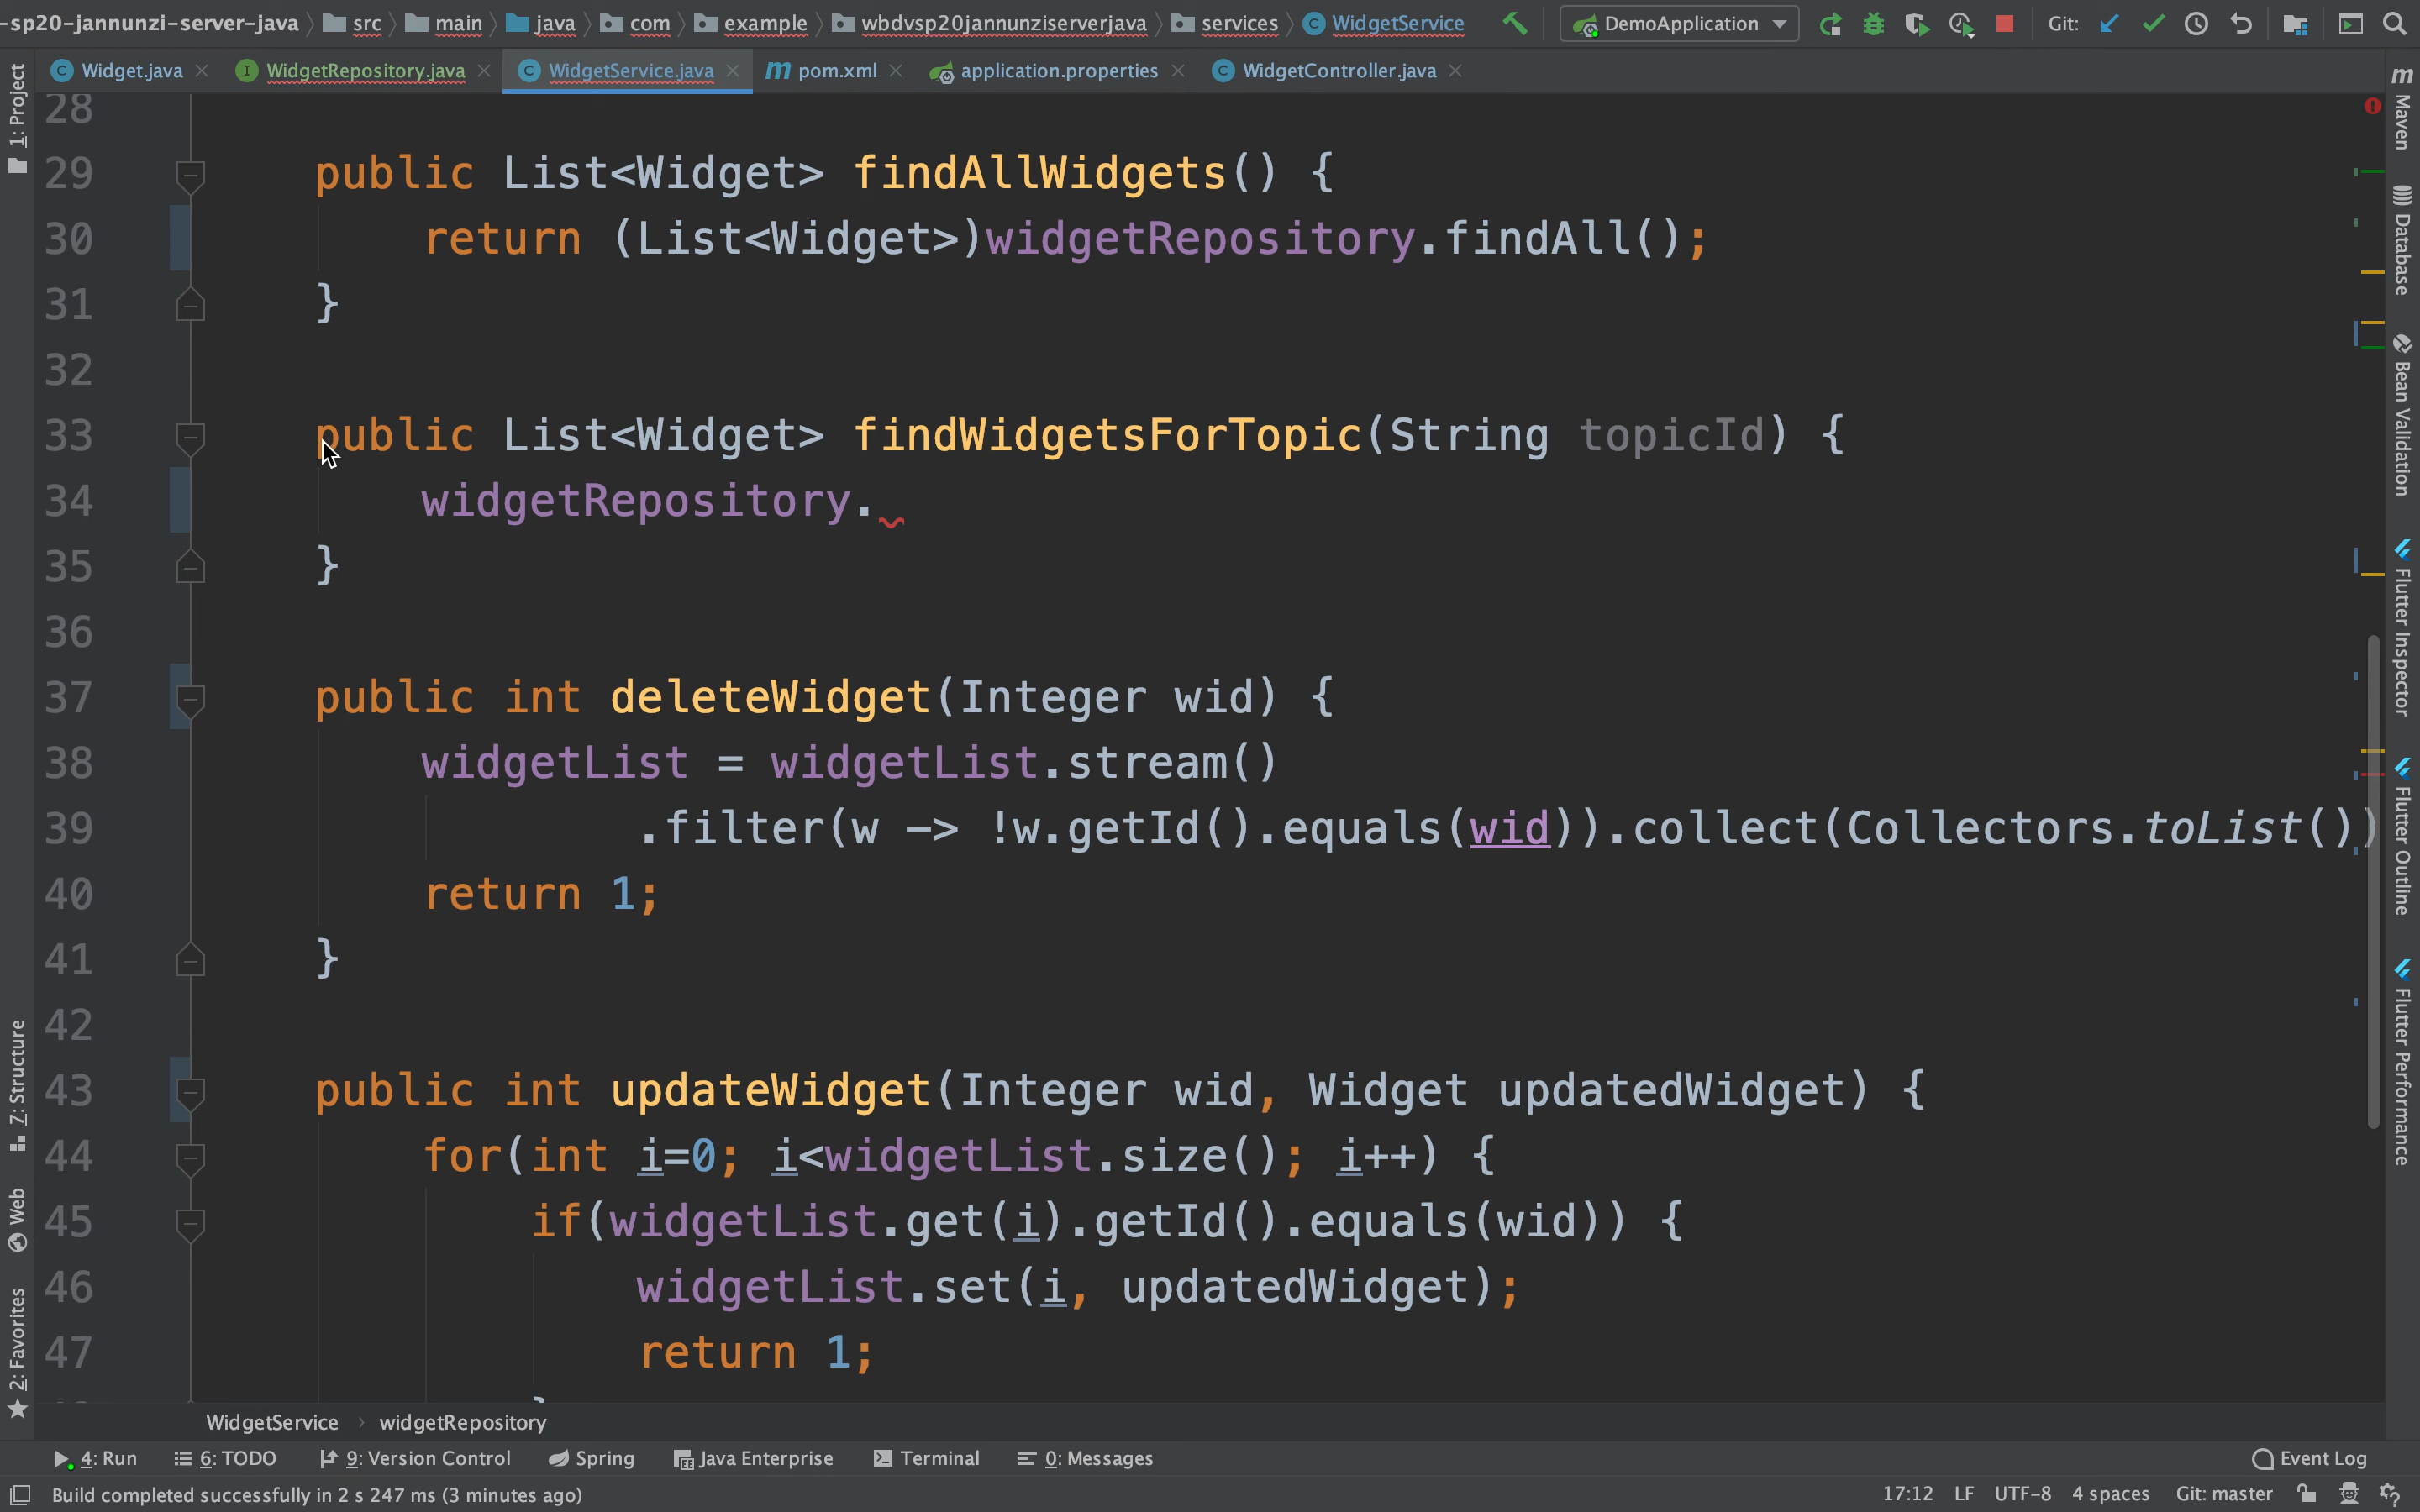 -sp20-jannunzi-server-java src main java com example wbdvsp20jannunziserverjava services WidgetService DemoApplication Git:
Widget.java WidgetRepository.java WidgetService.java pom.xml application.properties WidgetController.java
1: Project
7: Structure
Web
2: Favorites
28
29 public List<Widget> findAllWidgets() {
30 return (List<Widget>)widgetRepository.findAll();
31 }
32
33 public List<Widget> findWidgetsForTopic(String topicId) {
34 widgetRepository.
35 }
36
37 public int deleteWidget(Integer wid) {
38 widgetList = widgetList.stream()
39 .filter(w -> !w.getId().equals(wid)).collect(Collectors.toList())
40 return 1;
41 }
42
43 public int updateWidget(Integer wid, Widget updatedWidget) {
44 for(int i=0; i<widgetList.size(); i++) {
45 if(widgetList.get(i).getId().equals(wid)) {
46 widgetList.set(i, updatedWidget);
47 return 1;
Maven
Database
Bean Validation
Flutter Inspector
Flutter Outline
Flutter Performance
WidgetService widgetRepository
4: Run 6: TODO 9: Version Control Spring Java Enterprise Terminal 0: Messages Event Log
Build completed successfully in 2 s 247 ms (3 minutes ago) 17:12 LF UTF-8 4 spaces Git: master